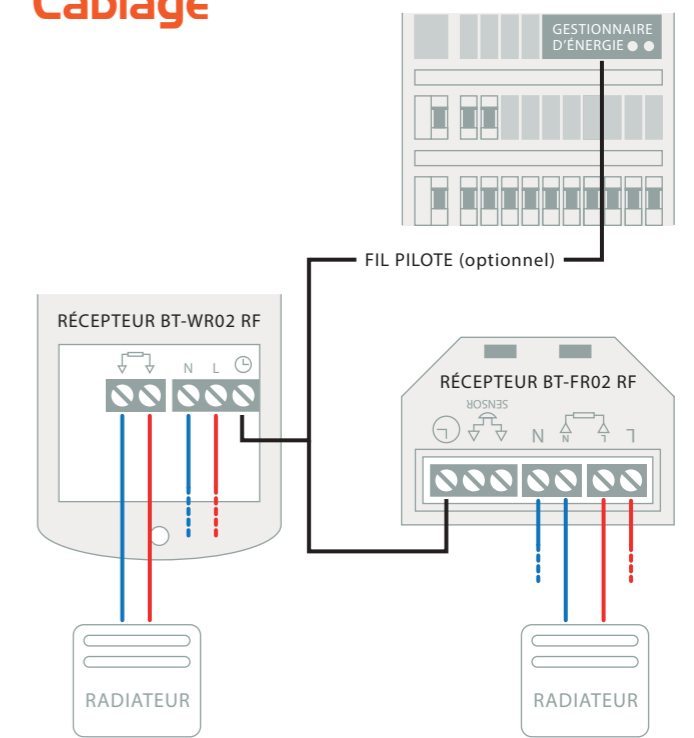 Câblage
GESTIONNAIRE
D'ÉNERGIE
FIL PILOTE (optionnel)
RÉCEPTEUR BT-WR02 RF
N L
RÉCEPTEUR BT-FR02 RF
SENSOR
N N L L
RADIATEUR
RADIATEUR